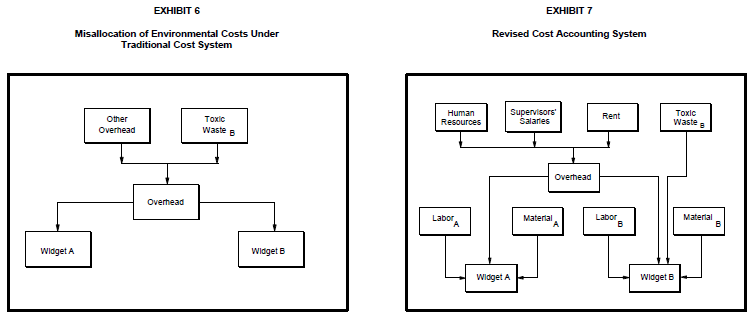 EXHIBIT 6
Misallocation of Environmental Costs Under
Traditional Cost System
Other
Overhead
Toxic
Waste B
Overhead
Widget A
Widget B
EXHIBIT 7
Revised Cost Accounting System
Human
Resources
Supervisors'
Salaries
Rent
Toxic
Waste B
Overhead
Labor A
Material A
Labor B
Material B
Widget A
Widget B